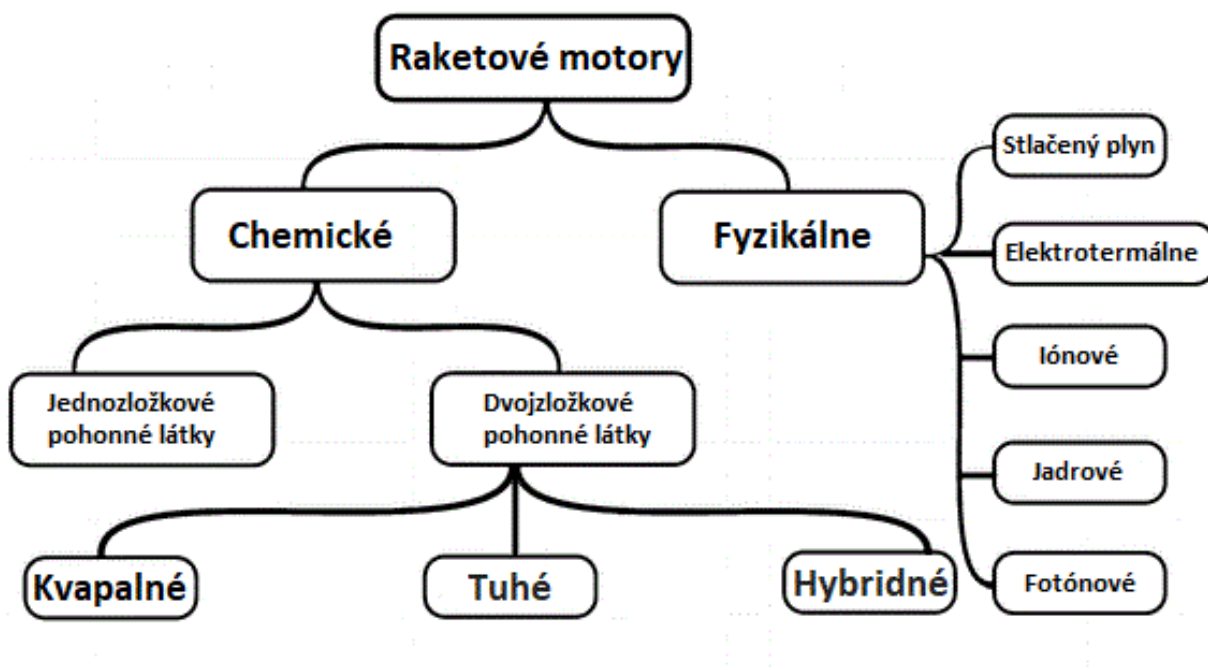 Raketové motory
Chemické
Fyzikálne
Stlačený plyn
Elektrotermálne
Iónové
Jadrové
Fotónové
Jednozložkové
pohonné látky
Dvojzložkové
pohonné látky
Kvapalné
Tuhé
Hybridné